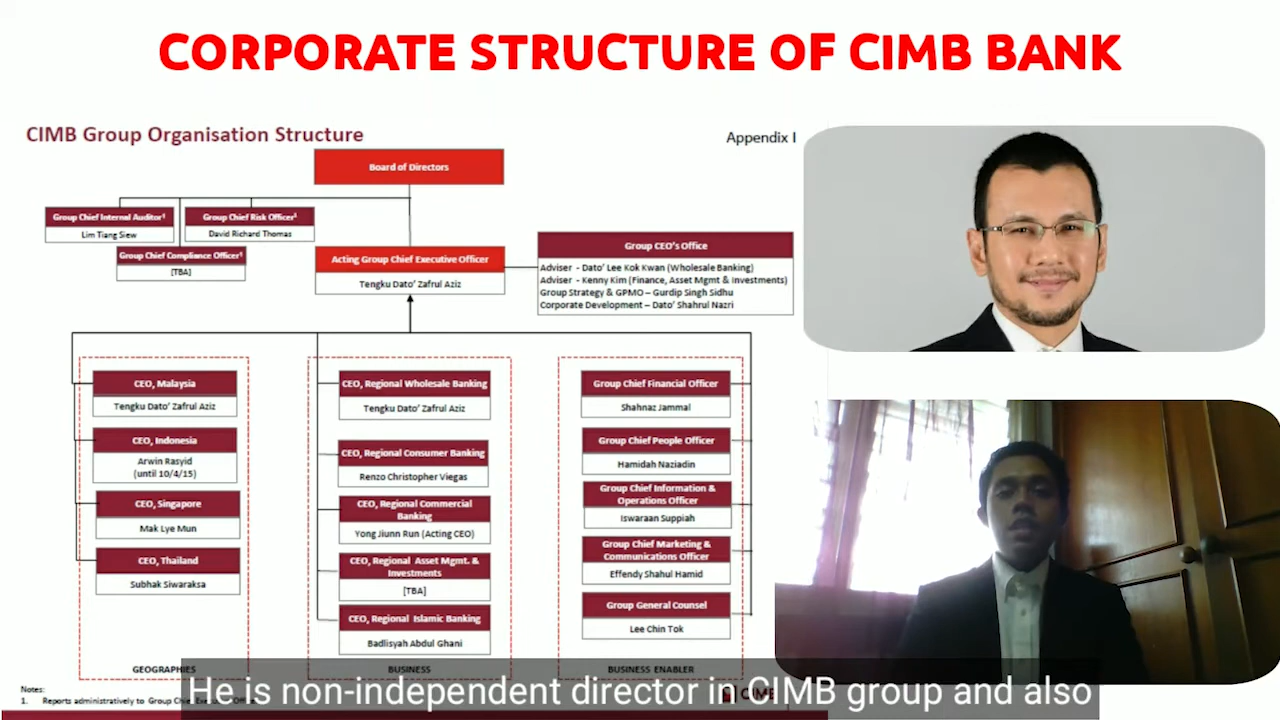 CORPORATE STRUCTURE OF CIMB BANK
CIMB Group Organisation Structure
Appendix I
Board of Directors
Group Chief Internal Auditor¹
Lim Tiang Siew
Group Chief Risk Officer¹
David Richard Thomas
Group Chief Compliance Officer¹
[TBA]
Acting Group Chief Executive Officer
Tengku Dato' Zafrul Aziz
Group CEO's Office
Adviser - Dato' Lee Kok Kwan (Wholesale Banking)
Adviser - Kenny Kim (Finance, Asset Mgmt & Investments)
Group Strategy & GPMO – Gurdip Singh Sidhu
Corporate Development – Dato' Shahrul Nazri
CEO, Malaysia
Tengku Dato' Zafrul Aziz
CEO, Indonesia
Arwin Rasyid
(until 10/4/15)
CEO, Singapore
Mak Lye Mun
CEO, Thailand
Subhak Siwaraksa
GEOGRAPHIES
CEO, Regional Wholesale Banking
Tengku Dato' Zafrul Aziz
CEO, Regional Consumer Banking
Renzo Christopher Viegas
CEO, Regional Commercial
Banking
Yong Jiunn Run (Acting CEO)
CEO, Regional Asset Mgmt. &
Investments
[TBA]
CEO, Regional Islamic Banking
Badlisyah Abdul Ghani
BUSINESS
Group Chief Financial Officer
Shahnaz Jammal
Group Chief People Officer
Hamidah Naziadin
Group Chief Information &
Operations Officer
Iswaraan Suppiah
Group Chief Marketing &
Communications Officer
Effendy Shahul Hamid
Group General Counsel
Lee Chin Tok
BUSINESS ENABLER
Notes:
1. Reports administratively to Group Chief Executive Officer
He is non-independent director in CIMB group and also